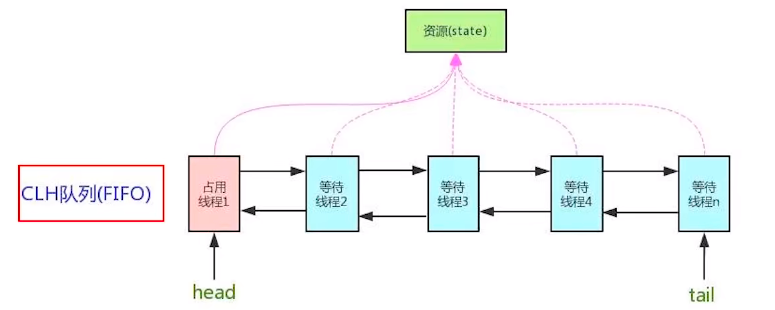 资源(state)
CLH队列(FIFO)
占用
线程1
等待
线程2
等待
线程3
等待
线程4
等待
线程n
head
tail